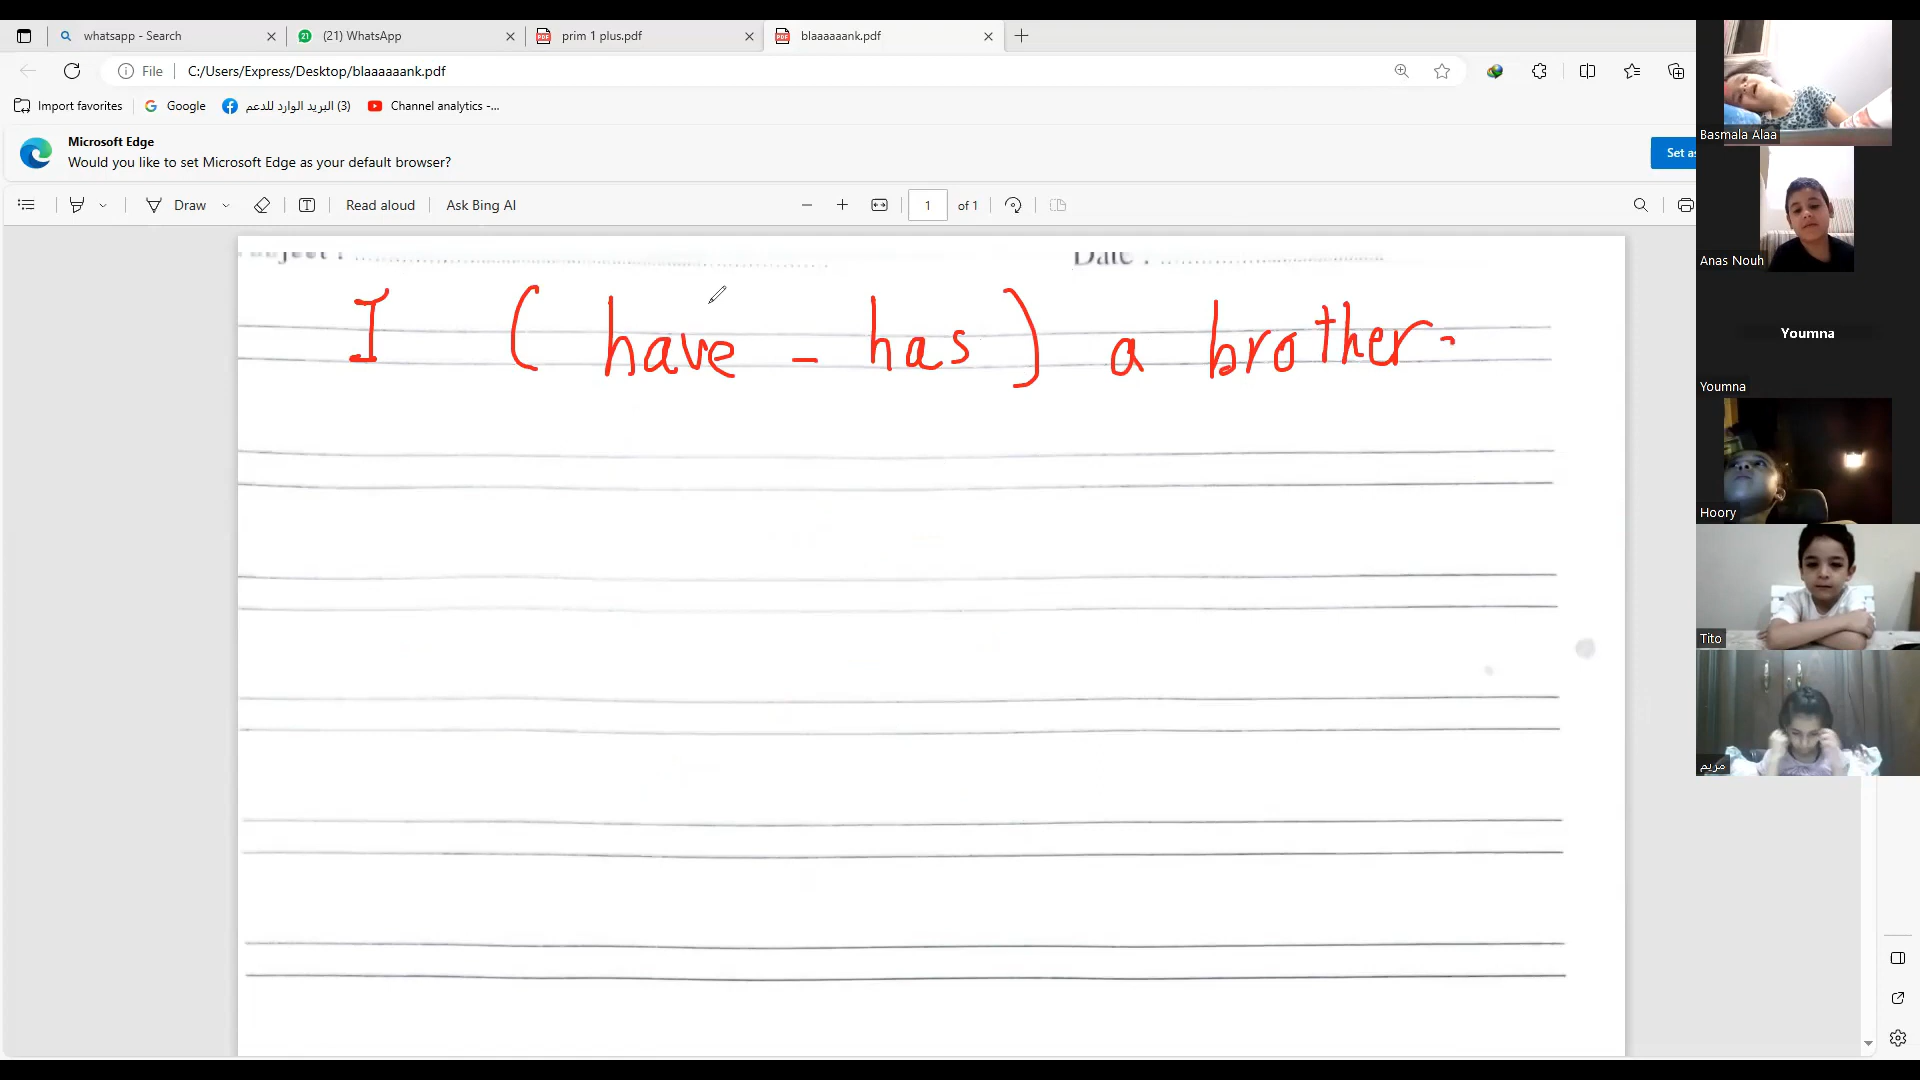 whatsapp - Search
(21) WhatsApp
prim 1 plus.pdf
blaaaaaank.pdf
File
C:/Users/Express/Desktop/blaaaaaank.pdf
Import favorites
Google
(3) البريد الوارد للدعم
Channel analytics -...
Microsoft Edge
Would you like to set Microsoft Edge as your default browser?
Set as
Draw
Read aloud
Ask Bing AI
1
of 1
Date :
I ( have - has ) a brother.
Basmala Alaa
Anas Nouh
Youmna
Youmna
Hoory
Tito
مريم